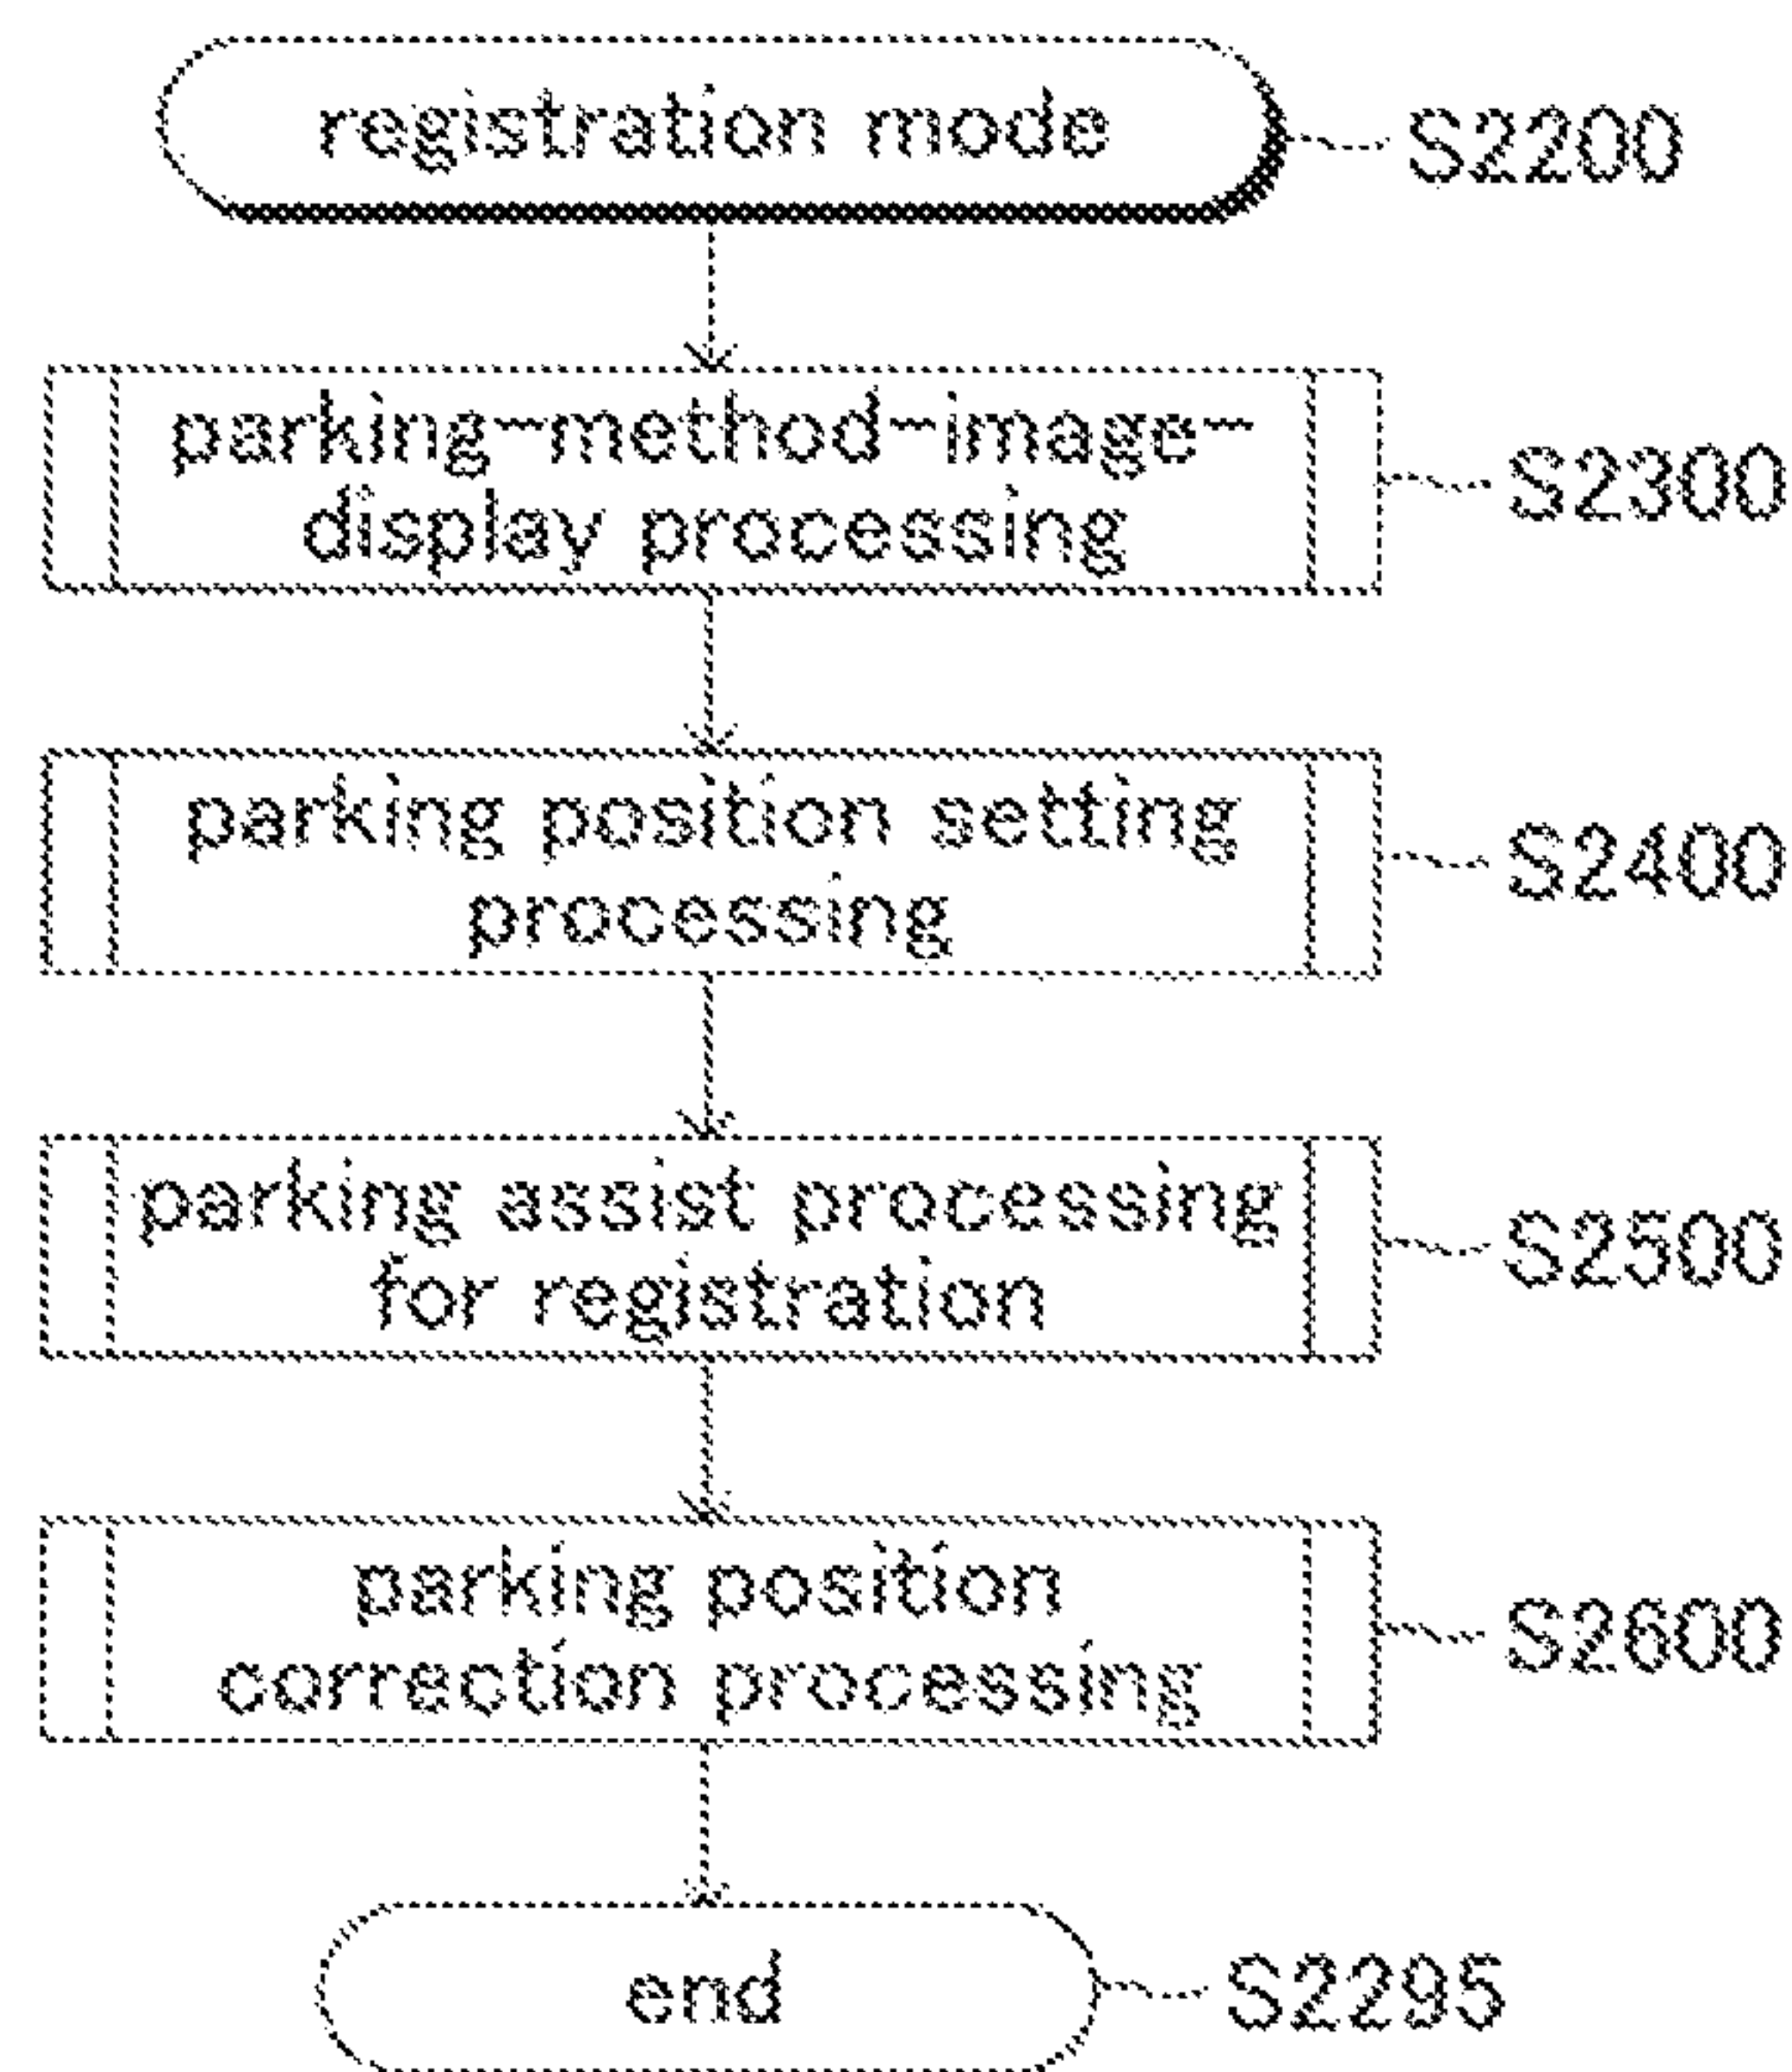 registration mode
S2200
parking-method-image-
display processing
S2300
parking position setting
processing
S2400
parking assist processing
for registration
S2500
parking position
correction processing
S2600
end
S2295